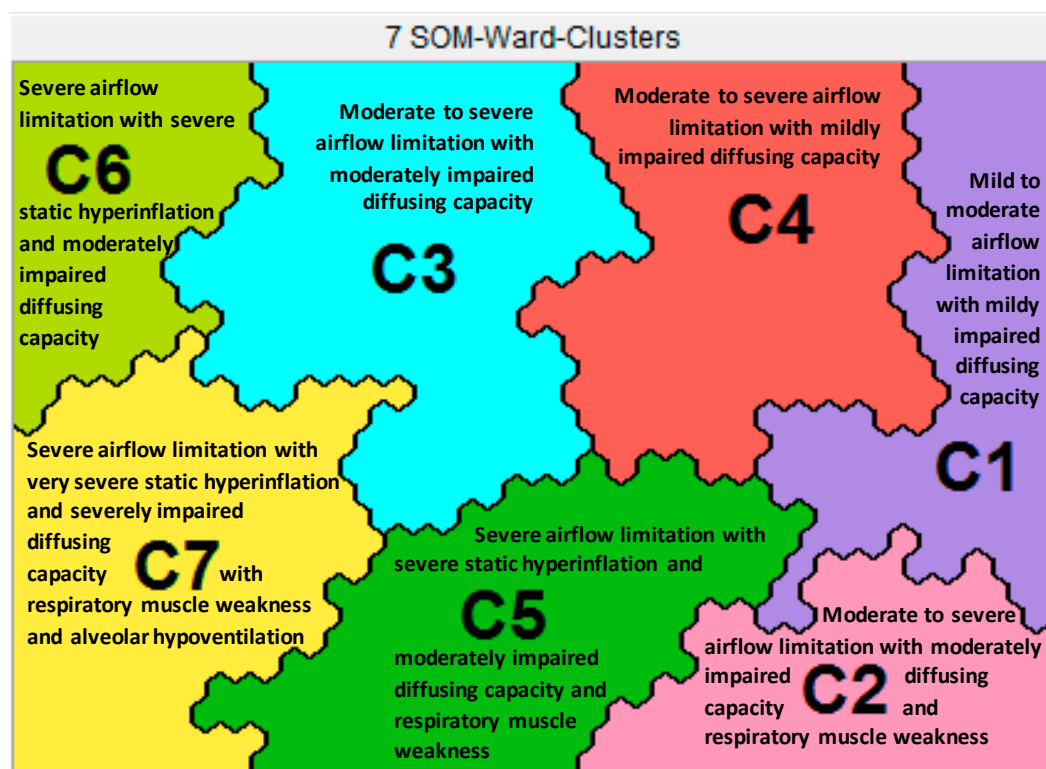 7 SOM-Ward-Clusters
Severe airflow
limitation with severe
C6
static hyperinflation
and moderately
impaired
diffusing
capacity
Moderate to severe
airflow limitation with
moderately impaired
diffusing capacity
C3
Moderate to severe airflow
limitation with mildly
impaired diffusing capacity
C4
Mild to
moderate
airflow
limitation
with mildy
impaired
diffusing
capacity
C1
Severe airflow limitation with
very severe static hyperinflation
and severely impaired
diffusing
capacity C7 with
respiratory muscle weakness
and alveolar hypoventilation
Severe airflow limitation with
severe static hyperinflation and
C5
moderately impaired
diffusing capacity and
respiratory muscle
weakness
Moderate to severe
airflow limitation with moderately
impaired C2 diffusing
capacity and
respiratory muscle weakness